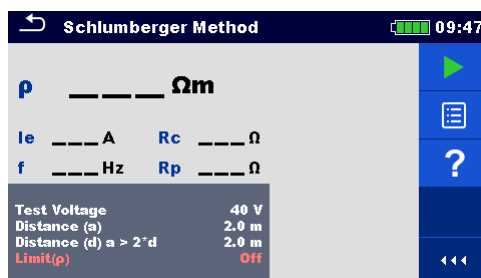 Schlumberger Method 09:47
ρ ___ Ωm
Ie ___A Rc ___Ω
f ___Hz Rp ___Ω
?
Test Voltage 40 V
Distance (a) 2.0 m
Distance (d) a > 2*d 2.0 m
Limit(ρ) Off